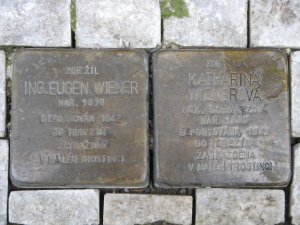 ZDE ŽIL
ING. EUGEN WIENER
NAR. 1878
DEPORTOVÁN 1942
DO TEREZÍNA
ZAVRAŽDĚN
V MALÉM TROSTINCI
ZDE ŽILA
KATHARINA
WIENEROVÁ
ROZ.
NAR.
DEPORTOVÁNA 1942
DO TEREZÍNA
ZAVRAŽDĚNA
V MALÉM TROSTINCI